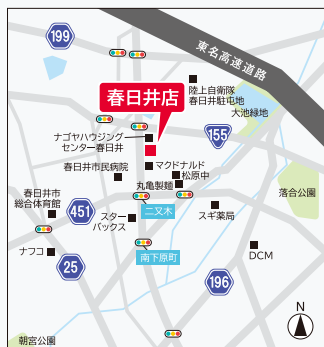 199
東名高速道路
陸上自衛隊
春日井駐屯地
大池緑地
春日井店
ナゴヤハウジング
センター春日井
155
マクドナルド
春日井市民病院
松原中
丸亀製麺
落合公園
春日井市
総合体育館
451
二又木
スター
バックス
スギ薬局
ナフコ
南下原町
DCM
25
196
N
朝宮公園